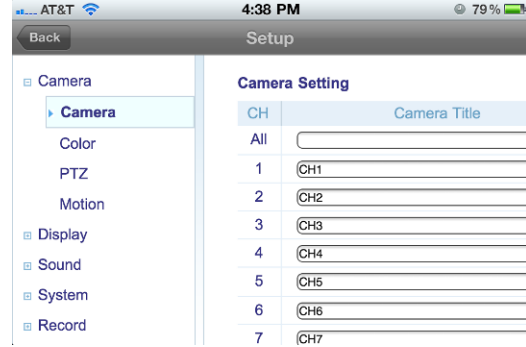 AT&T 4:38 PM 79%
Back Setup
Camera
Camera
Color
PTZ
Motion
Display
Sound
System
Record
Camera Setting
CH Camera Title
All
1 CH1
2 CH2
3 CH3
4 CH4
5 CH5
6 CH6
7 CH7